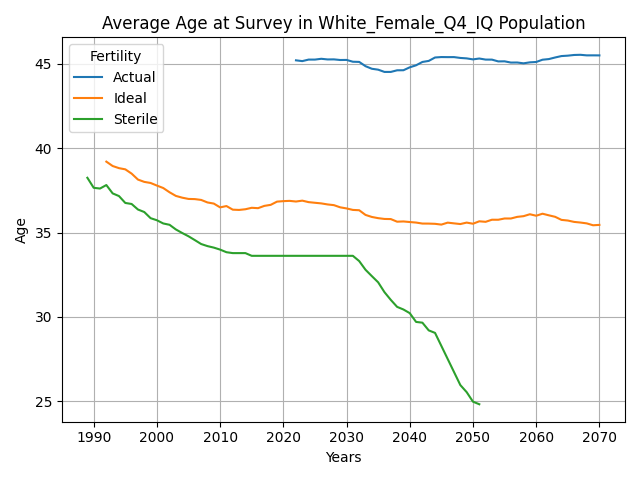 Average Age at Survey in White_Female_Q4_IQ Population
Fertility
Actual
Ideal
Sterile
Age
45
40
35
30
25
1990 2000 2010 2020 2030 2040 2050 2060 2070
Years